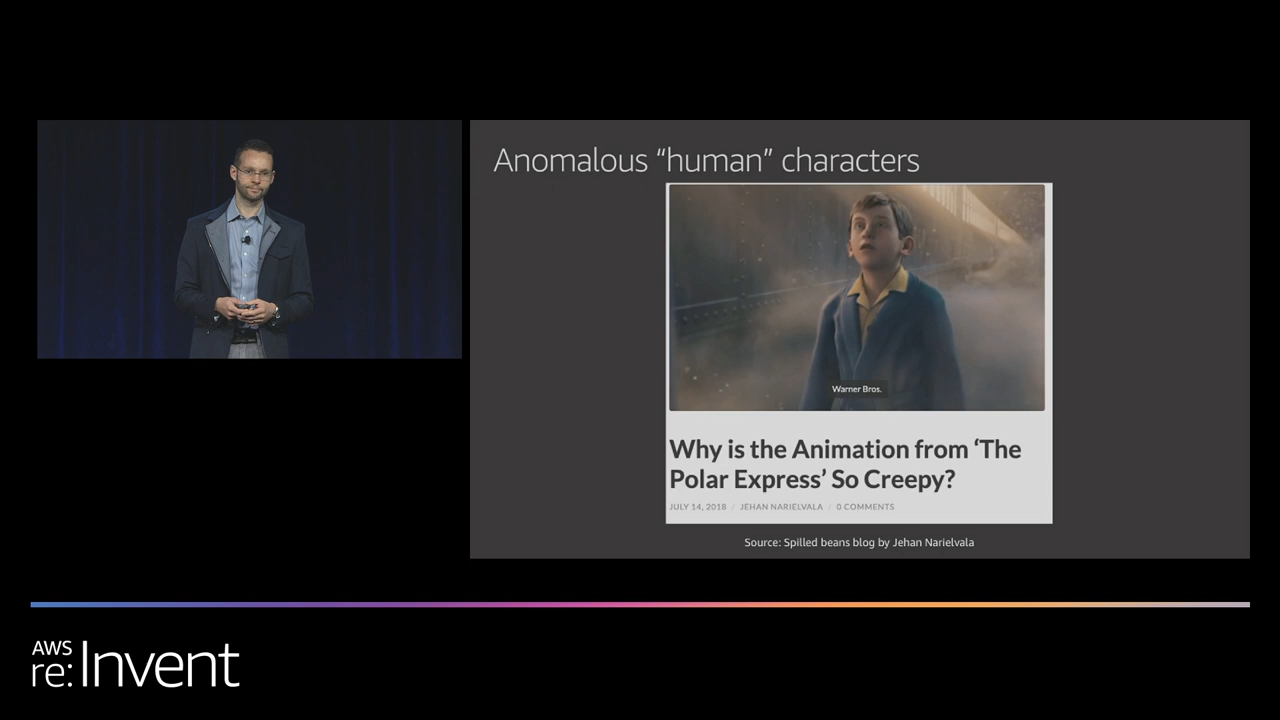 Anomalous “human” characters
Warner Bros.
Why is the Animation from ‘The
Polar Express’ So Creepy?
JULY 14, 2018 / JEHAN NARIELVALA / 0 COMMENTS
Source: Spilled beans blog by Jehan Narielvala
AWS
re:Invent